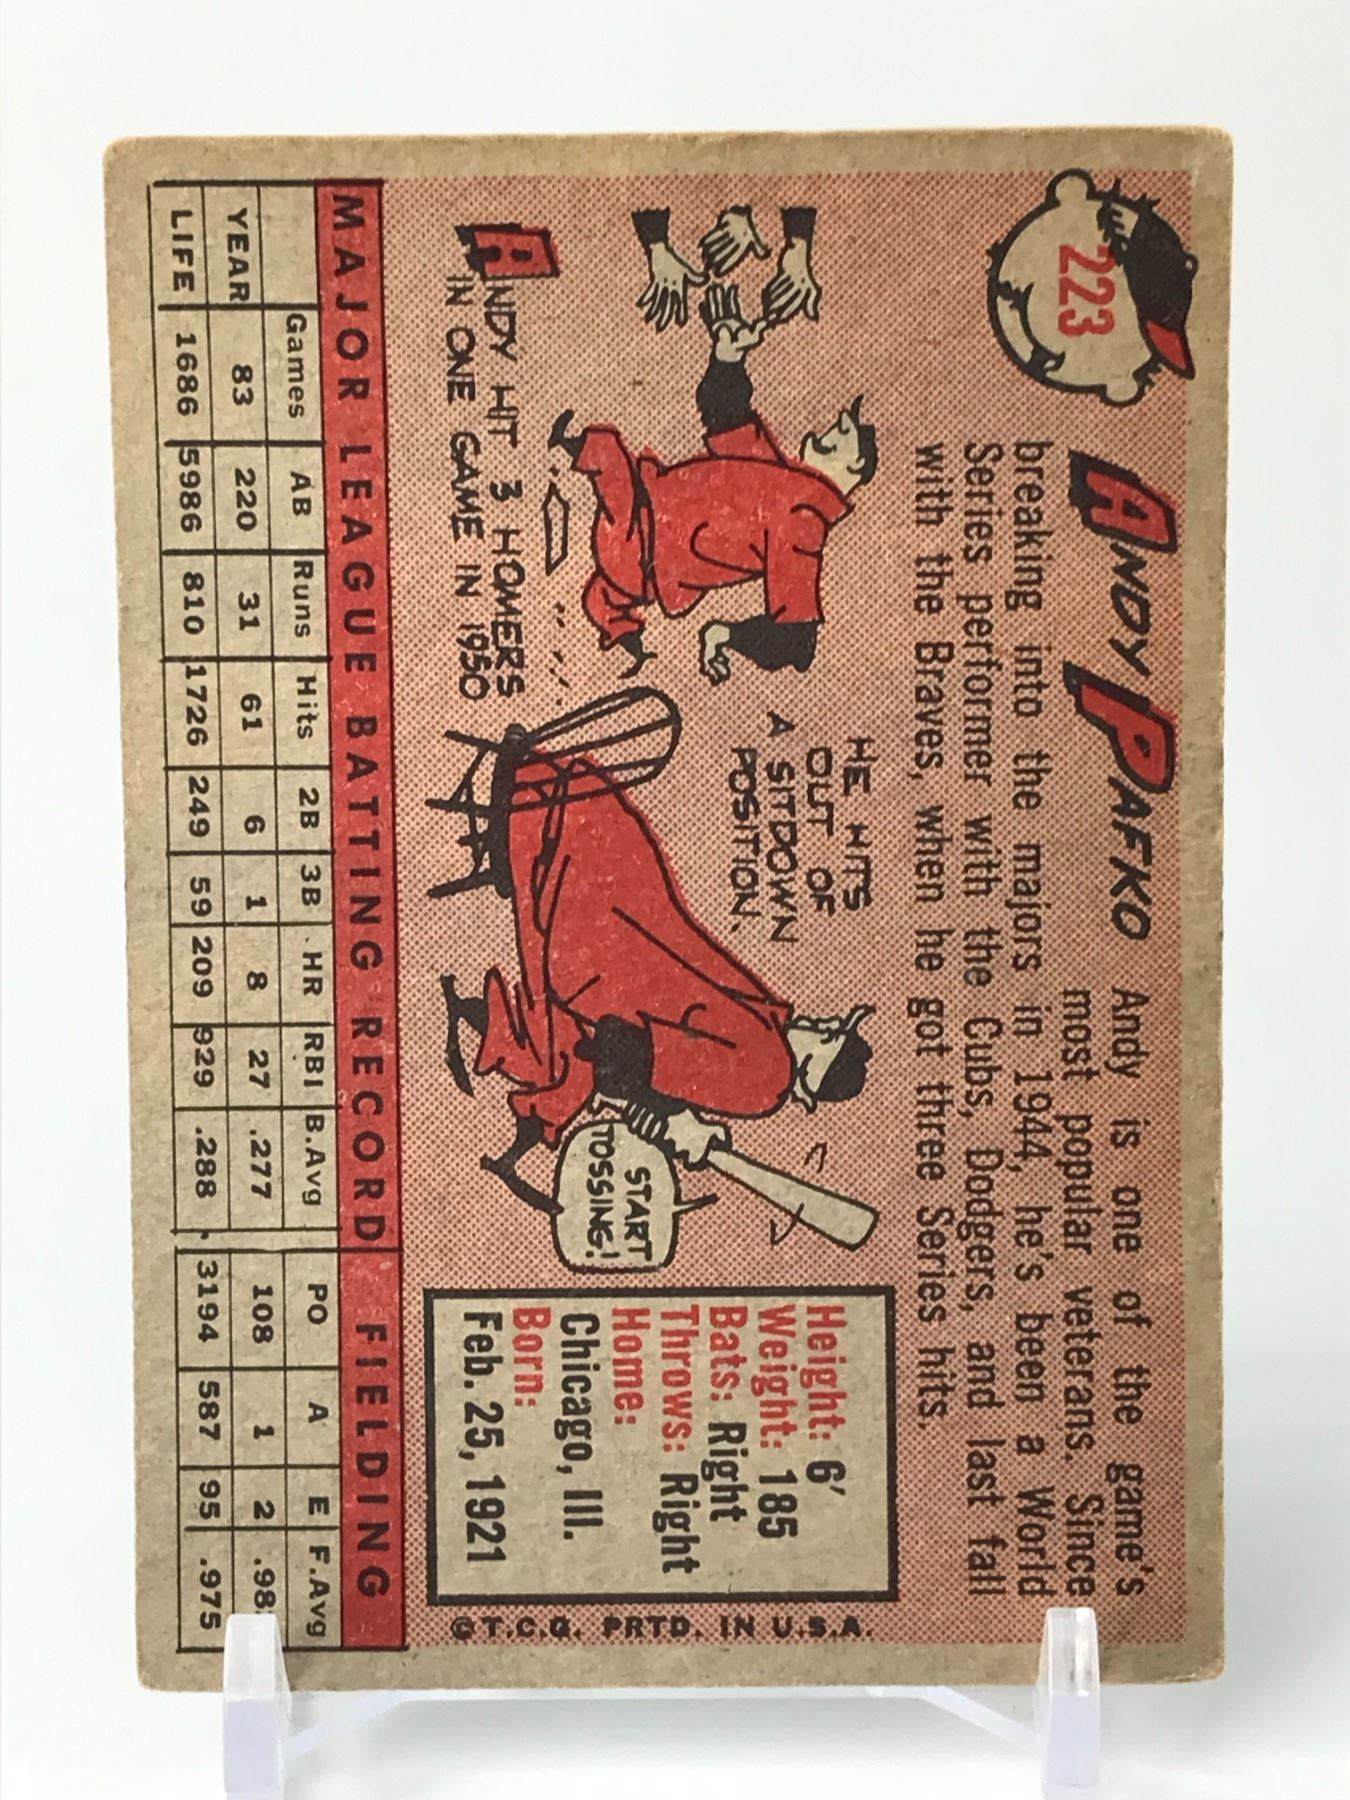 223
ANDY PAFKO
Andy is one of the game's
most popular veterans. Since
breaking into the majors in 1944, he's been a World
Series performer with the Cubs, Dodgers, and last fall
with the Braves, when he got three Series hits.
HE HITS
OUT OF
A SITDOWN
POSITION.
START
TOSSING!
ANDY HIT 3 HOMERS
IN ONE GAME IN 1950
Height: 6'
Weight: 185
Bats: Right
Throws: Right
Home:
Chicago, Ill.
Born:
Feb. 25, 1921
©T.C.G. PRTD. IN U.S.A.
MAJOR LEAGUE BATTING RECORD FIELDING
Games AB Runs Hits 2B 3B HR RBI B.Avg PO A E F.Avg
YEAR 83 220 31 61 6 1 8 27 .277 108 1 2 .98
LIFE 1686 5986 810 1726 249 59 209 929 .288 3194 587 95 .975